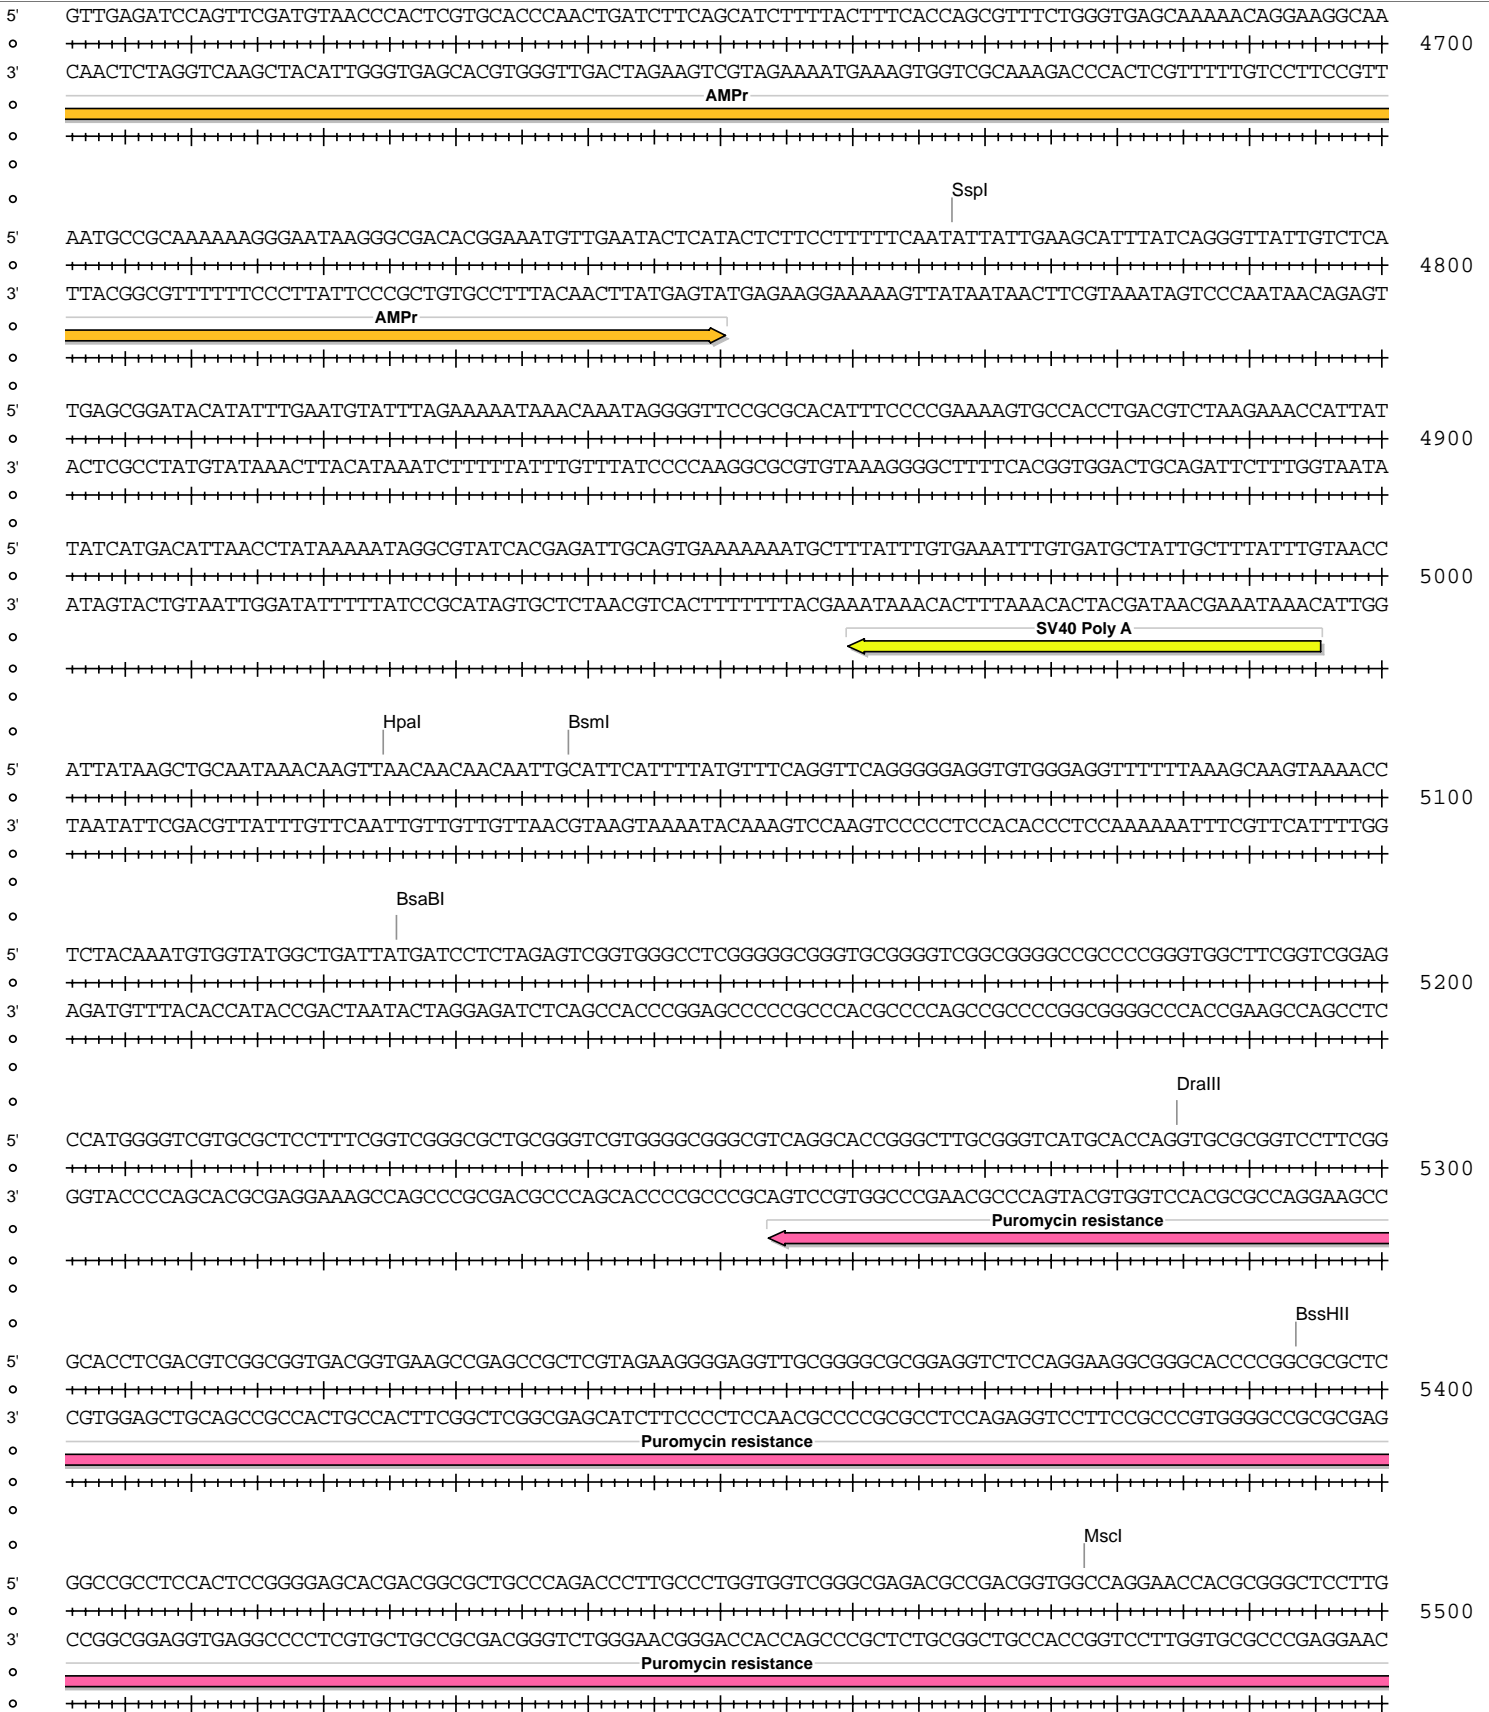 5' GTTGAGATCCAGTTCGATGTAACCCACTCGTGCACCCAACTGATCTTCAGCATCTTTTACTTTCACCAGCGTTTCTGGGTGAGCAAAAACAGGAAGGCAA
4700
3' CAACTCTAGGTCAAGCTACATTGGGTGAGCACGTGGGTTGACTAGAAGTCGTAGAAAATGAAAGTGGTCGCAAAGACCCACTCGTTTTTGTCCTTCCGTT
AMPr
SspI
5' AATGCCGCAAAAAAGGGAATAAGGGCGACACGGAAATGTTGAATACTCATACTCTTCCTTTTTCAATATTATTGAAGCATTTATCAGGGTTATTGTCTCA
4800
3' TTACGGCGTTTTTTCCCTTATTCCCGCTGTGCCTTTACAACTTATGAGTATGAGAAGGAAAAAGTTATAATAACTTCGTAAATAGTCCCAATAACAGAGT
AMPr
5' TGAGCGGATACATATTTGAATGTATTTAGAAAAATAAACAAATAGGGGTTCCGCGCACATTTCCCCGAAAAGTGCCACCTGACGTCTAAGAAACCATTAT
4900
3' ACTCGCCTATGTATAAACTTACATAAATCTTTTTATTTGTTTATCCCCAAGGCGCGTGTAAAGGGGCTTTTCACGGTGGACTGCAGATTCTTTGGTAATA
5' TATCATGACATTAACCTATAAAAATAGGCGTATCACGAGATTGCAGTGAAAAAAATGCTTTATTTGTGAAATTTGTGATGCTATTGCTTTATTTGTAACC
5000
3' ATAGTACTGTAATTGGATATTTTTATCCGCATAGTGCTCTAACGTCACTTTTTTTACGAAATAAACACTTTAAACACTACGATAACGAAATAAACATTGG
SV40 Poly A
HpaI BsmI
5' ATTATAAGCTGCAATAAACAAGTTAACAACAACAATTGCATTCATTTTATGTTTCAGGTTCAGGGGGAGGTGTGGGAGGTTTTTTAAAGCAAGTAAAACC
5100
3' TAATATTCGACGTTATTTGTTCAATTGTTGTTGTTAACGTAAGTAAAATACAAAGTCCAAGTCCCCCTCCACACCCTCCAAAAAATTTCGTTCATTTTGG
BsaBI
5' TCTACAAATGTGGTATGGCTGATTATGATCCTCTAGAGTCGGTGGGCCTCGGGGGCGGGTGCGGGGTCGGCGGGGCCGCCCCGGGTGGCTTCGGTCGGAG
5200
3' AGATGTTTACACCATACCGACTAATACTAGGAGATCTCAGCCACCCGGAGCCCCCGCCCACGCCCCAGCCGCCCCGGCGGGGCCCACCGAAGCCAGCCTC
DraIII
5' CCATGGGGTCGTGCGCTCCTTTCGGTCGGGCGCTGCGGGTCGTGGGGCGGGCGTCAGGCACCGGGCTTGCGGGTCATGCACCAGGTGCGCGGTCCTTCGG
5300
3' GGTACCCCAGCACGCGAGGAAAGCCAGCCCGCGACGCCCAGCACCCCGCCCGCAGTCCGTGGCCCGAACGCCCAGTACGTGGTCCACGCGCCAGGAAGCC
Puromycin resistance
BssHII
5' GCACCTCGACGTCGGCGGTGACGGTGAAGCCGAGCCGCTCGTAGAAGGGGAGGTTGCGGGGCGCGGAGGTCTCCAGGAAGGCGGGCACCCCGGCGCGCTC
5400
3' CGTGGAGCTGCAGCCGCCACTGCCACTTCGGCTCGGCGAGCATCTTCCCCTCCAACGCCCCGCGCCTCCAGAGGTCCTTCCGCCCGTGGGGCCGCGCGAG
Puromycin resistance
MscI
5' GGCCGCCTCCACTCCGGGGAGCACGACGGCGCTGCCCAGACCCTTGCCCTGGTGGTCGGGCGAGACGCCGACGGTGGCCAGGAACCACGCGGGCTCCTTG
5500
3' CCGGCGGAGGTGAGGCCCCTCGTGCTGCCGCGACGGGTCTGGGAACGGGACCACCAGCCCGCTCTGCGGCTGCCACCGGTCCTTGGTGCGCCCGAGGAAC
Puromycin resistance